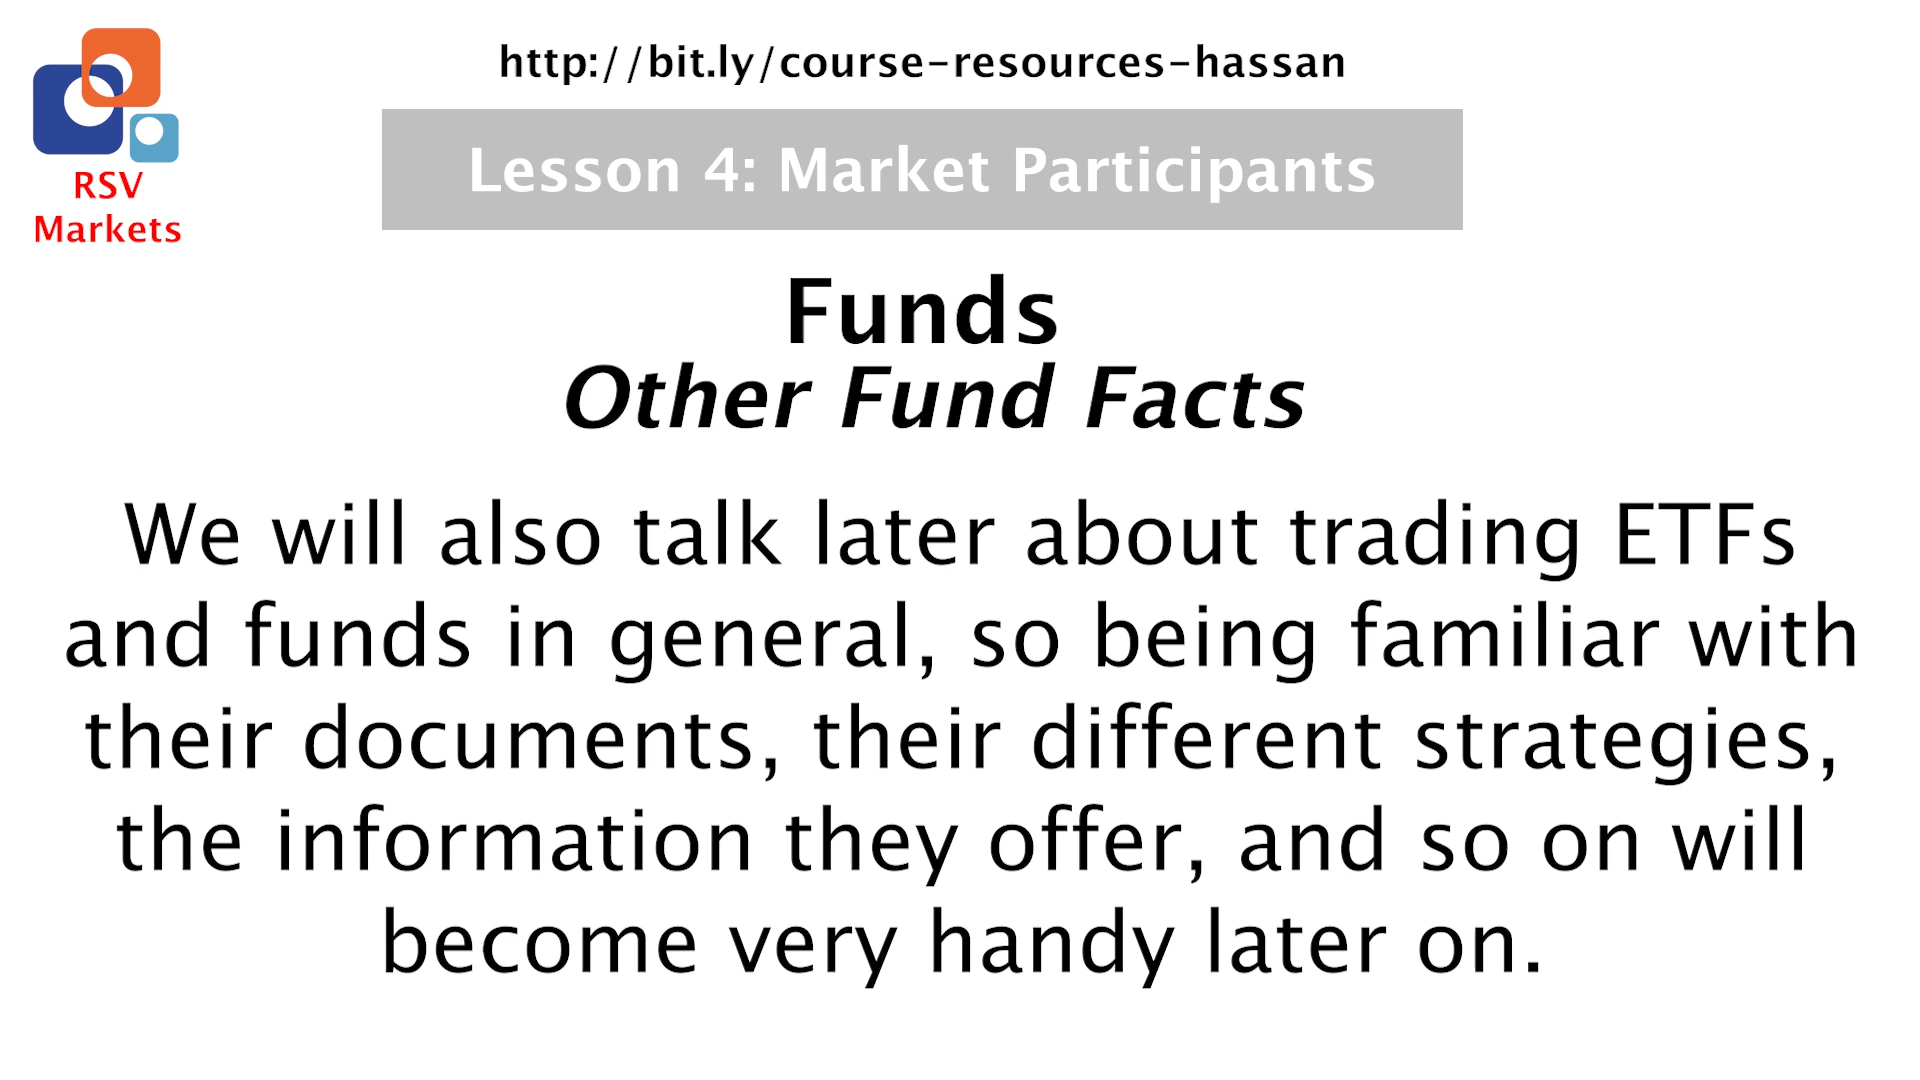 http://bit.ly/course-resources-hassan
RSV
Markets
Lesson 4: Market Participants
Funds
Other Fund Facts
We will also talk later about trading ETFs
and funds in general, so being familiar with
their documents, their different strategies,
the information they offer, and so on will
become very handy later on.